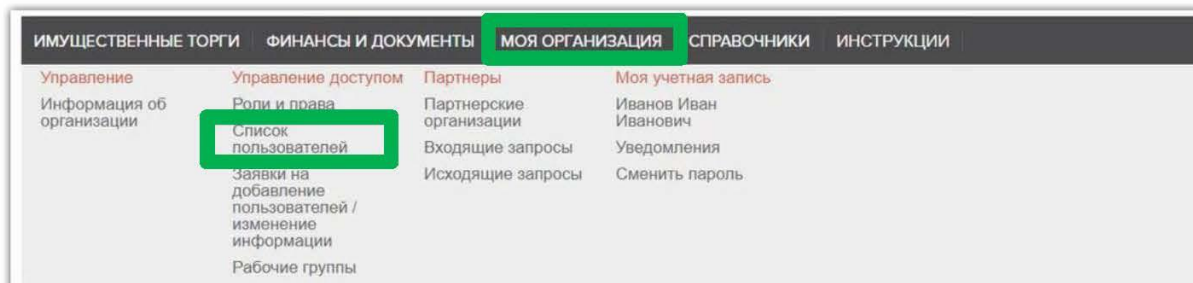 ИМУЩЕСТВЕННЫЕ ТОРГИ ФИНАНСЫ И ДОКУМЕНТЫ МОЯ ОРГАНИЗАЦИЯ СПРАВОЧНИКИ ИНСТРУКЦИИ
Управление
Информация об
организации
Управление доступом
Роли и права
Список
пользователей
Заявки на
добавление
пользователей /
изменение
информации
Рабочие группы
Партнеры
Партнерские
организации
Входящие запросы
Исходящие запросы
Моя учетная запись
Иванов Иван
Иванович
Уведомления
Сменить пароль